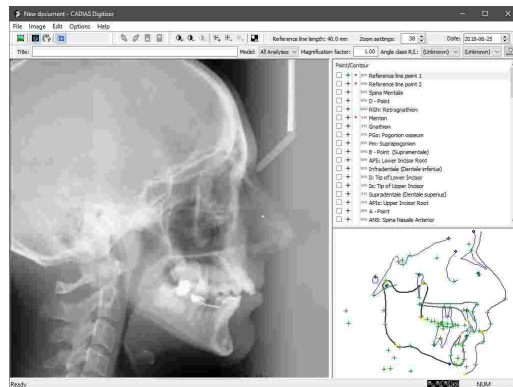 New document - CADIAS Digitizer
File Image Edit Options Help
Reference line length: 40.0 mm Zoom settings: 38 Date: 2018-06-25
Title: Model: All Analyses Magnification factor: 1.00 Angle class R/L: (Unknown) (Unknown)
Point/Contour
Reference line point 1
Reference line point 2
Spina Mentalis
D - Point
RGN: Retrognathion
Menton
Gnathion
PGo: Pogonion osseum
Pm: Suprapogonion
B - Point (Supramentale)
APIi: Lower Incisor Root
Infradentale (Dentale inferius)
Ii: Tip of Lower Incisor
Is: Tip of Upper Incisor
Supradentale (Dentale superius)
APIs: Upper Incisor Root
A - Point
ANS: Spina Nasalis Anterior
Ready NUM